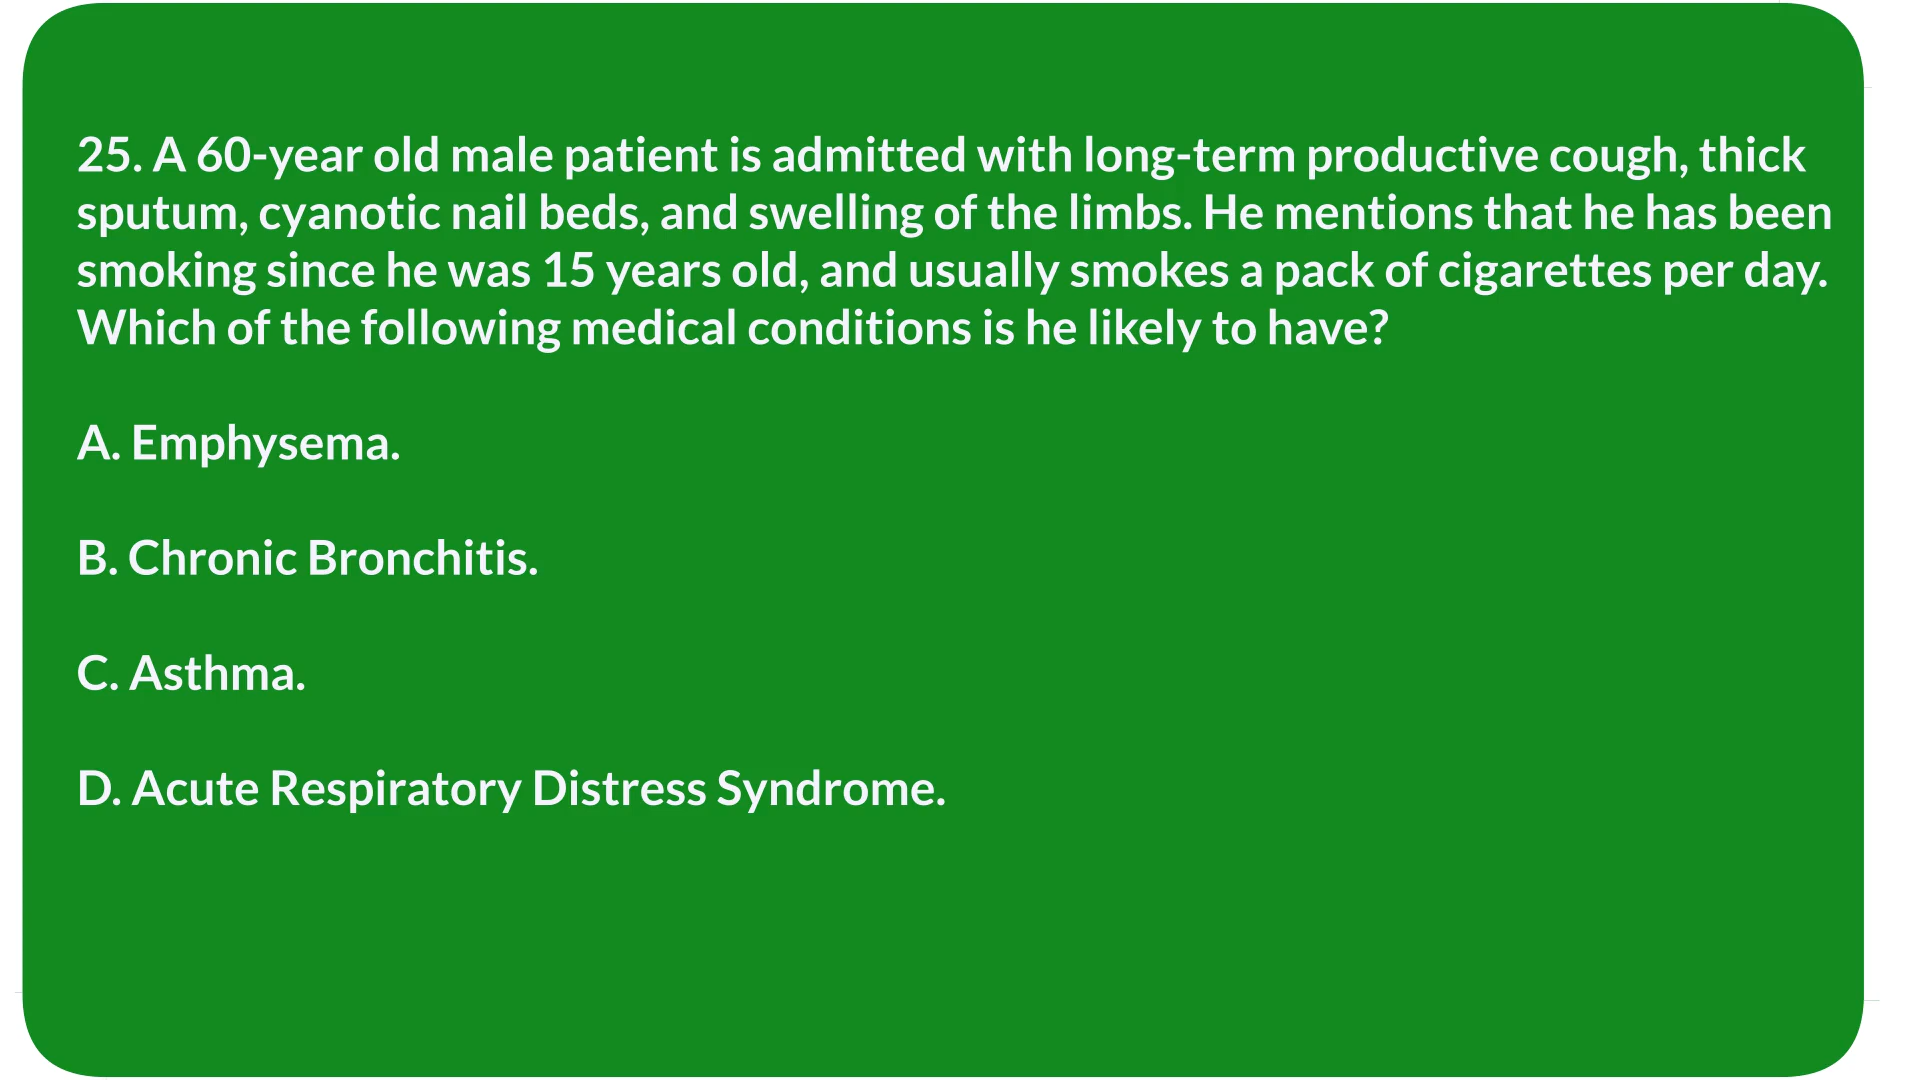 25. A 60-year old male patient is admitted with long-term productive cough, thick
sputum, cyanotic nail beds, and swelling of the limbs. He mentions that he has been
smoking since he was 15 years old, and usually smokes a pack of cigarettes per day.
Which of the following medical conditions is he likely to have?
A. Emphysema.
B. Chronic Bronchitis.
C. Asthma.
D. Acute Respiratory Distress Syndrome.